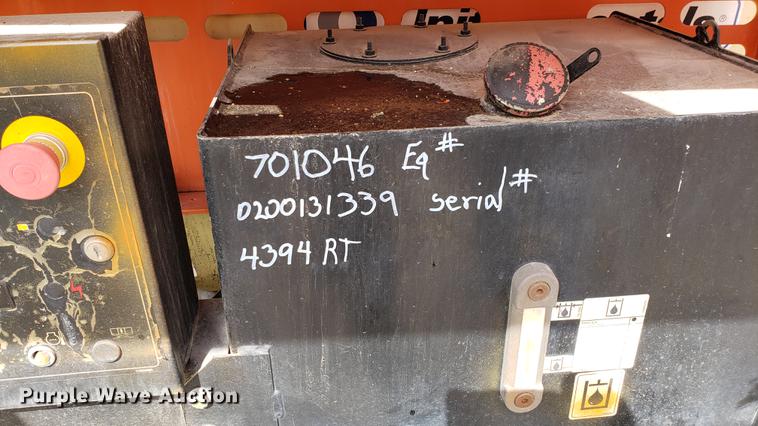 701046 Eq#
0200131339 serial#
4394 RT
Purple Wave Auction